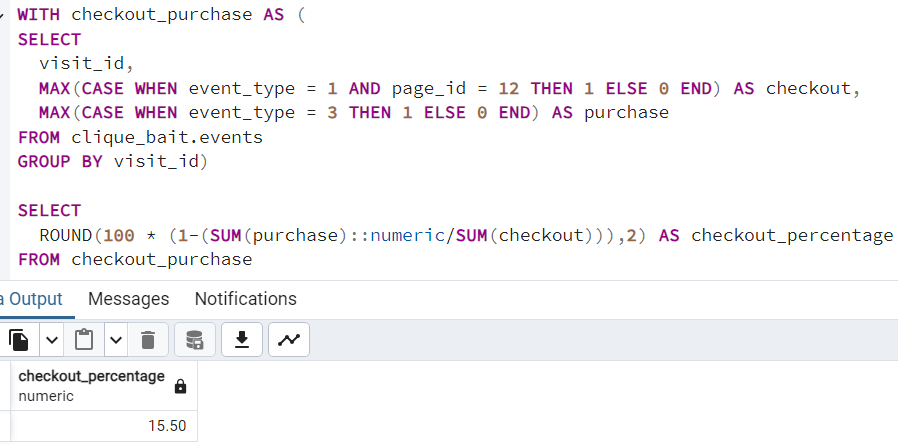 WITH checkout_purchase AS (
SELECT
visit_id,
MAX(CASE WHEN event_type = 1 AND page_id = 12 THEN 1 ELSE 0 END) AS checkout,
MAX(CASE WHEN event_type = 3 THEN 1 ELSE 0 END) AS purchase
FROM clique_bait.events
GROUP BY visit_id)
SELECT
ROUND(100 * (1-(SUM(purchase)::numeric/SUM(checkout))),2) AS checkout_percentage
FROM checkout_purchase
a Output Messages Notifications
checkout_percentage
numeric
15.50